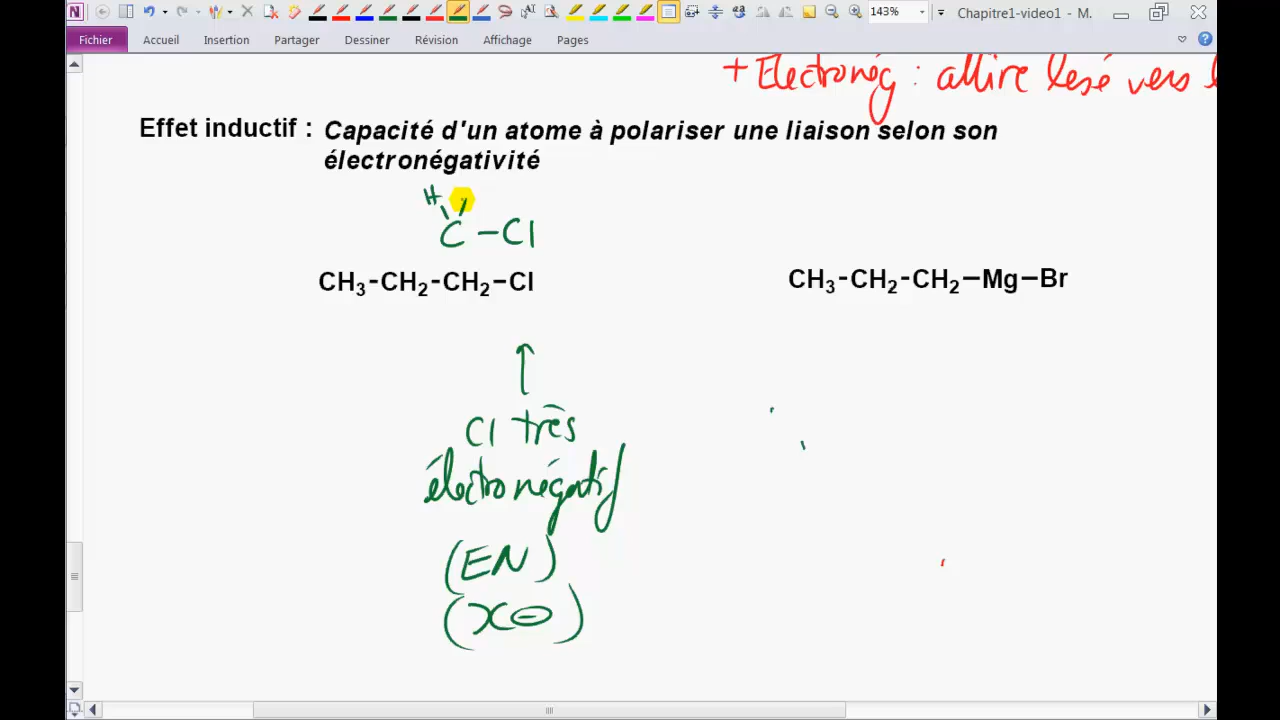 143%
Chapitre1-video1 - M.
Fichier Accueil Insertion Partager Dessiner Révision Affichage Pages
+ Electronég : attire les é vers l
Effet inductif : Capacité d'un atome à polariser une liaison selon son
électronégativité
H
C - Cl
CH₃-CH₂-CH₂-Cl
CH₃-CH₂-CH₂-Mg-Br
Cl très
électronégatif
(EN)
(X⊖)